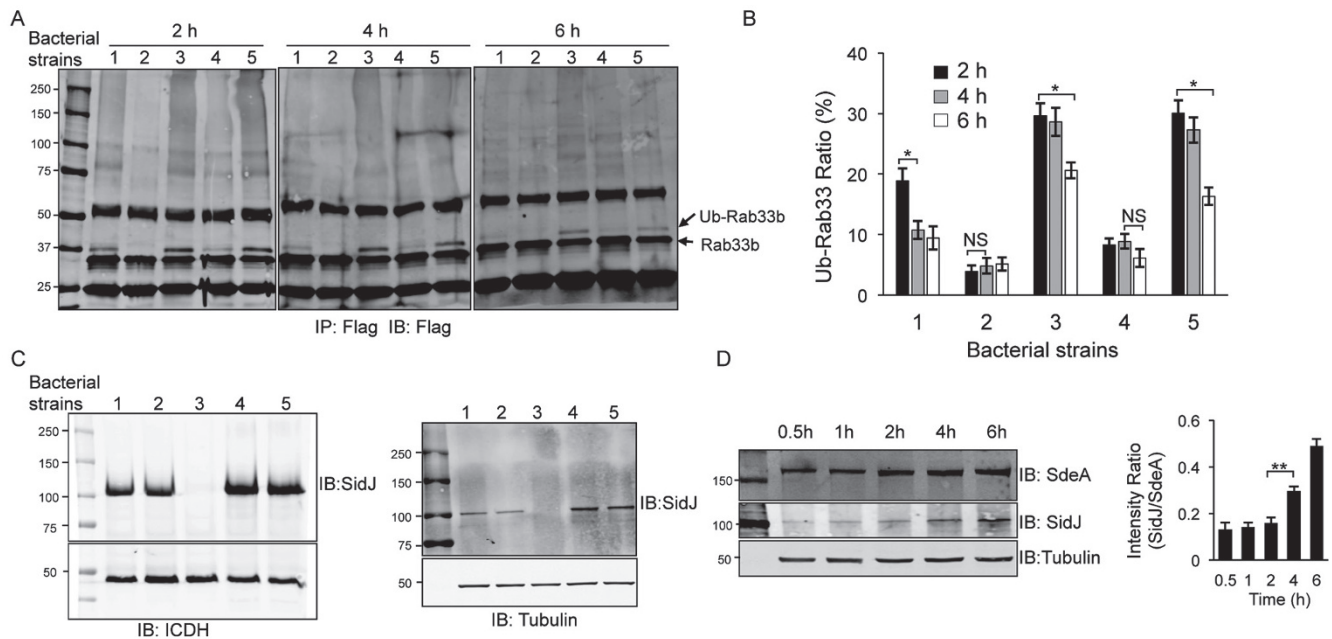 A
2 h 4 h 6 h
Bacterial
strains
1 2 3 4 5 1 2 3 4 5 1 2 3 4 5
250
150
100
75
50
37
25
Ub-Rab33b
Rab33b
IP: Flag IB: Flag
B
Ub-Rab33 Ratio (%)
40
30
20
10
0
2 h
4 h
6 h
*
NS
*
NS
*
1 2 3 4 5
Bacterial strains
C
Bacterial
strains
1 2 3 4 5
250
150
100
75
IB:SidJ
50
IB: ICDH
1 2 3 4 5
250
150
100
75
IB:SidJ
50
IB: Tubulin
D
0.5h 1h 2h 4h 6h
150
IB: SdeA
100
IB: SidJ
50
IB:Tubulin
Intensity Ratio
(SidJ/SdeA)
0.6
0.4
0.2
0
**
0.5 1 2 4 6
Time (h)